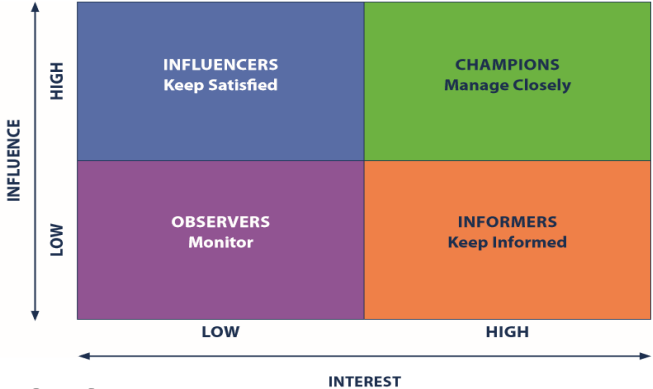 HIGH
INFLUENCERS
Keep Satisfied
CHAMPIONS
Manage Closely
INFLUENCE
LOW
OBSERVERS
Monitor
INFORMERS
Keep Informed
LOW
HIGH
INTEREST